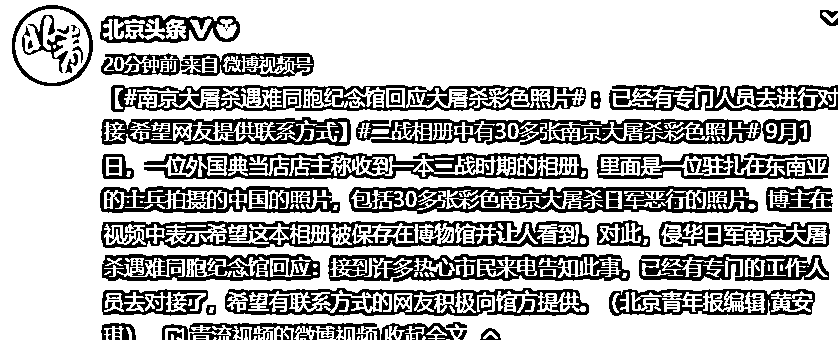 北青
北京头条
20分钟前 来自 微博视频号
【#南京大屠杀遇难同胞纪念馆回应大屠杀彩色照片#：已经有专门人员去进行对
接 希望网友提供联系方式】#二战相册中有30多张南京大屠杀彩色照片# 9月1
日，一位外国典当店店主称收到一本二战时期的相册，里面是一位驻扎在东南亚
的士兵拍摄的中国的照片，包括30多张彩色南京大屠杀日军恶行的照片。博主在
视频中表示希望这本相册被保存在博物馆并让人看到。对此，侵华日军南京大屠
杀遇难同胞纪念馆回应：接到许多热心市民来电告知此事，已经有专门的工作人
员去对接了，希望有联系方式的网友积极向馆方提供。（北京青年报编辑 黄安
琪） 青流视频的微博视频 收起全文